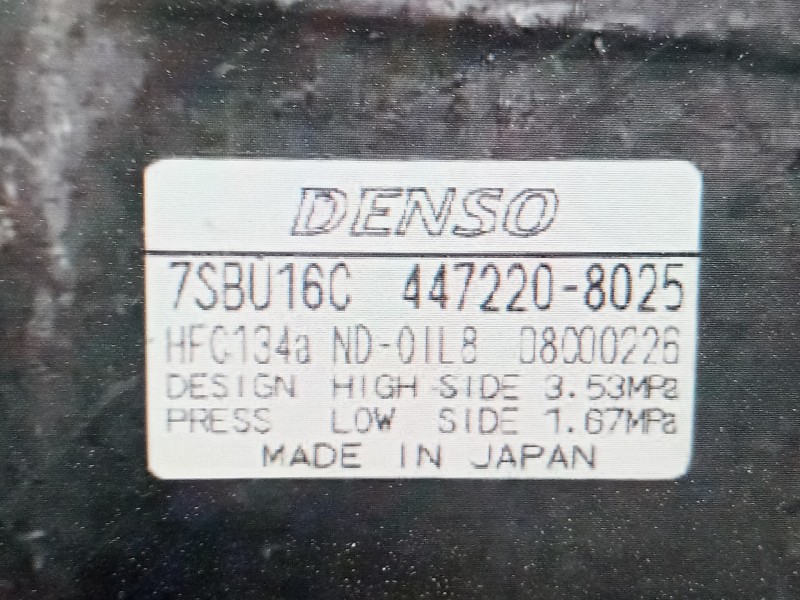 DENSO
7SBU16C 447220-8025
HFC134a ND-OIL8
DESIGN HIGH-SIDE 3.53MPa
PRESS LOW SIDE 1.67MPa
MADE IN JAPAN